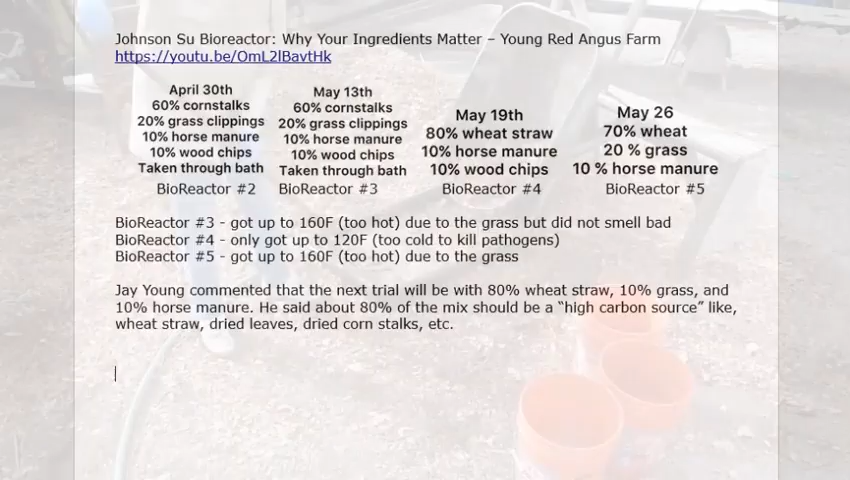 Johnson Su Bioreactor: Why Your Ingredients Matter – Young Red Angus Farm
https://youtu.be/OmL2lBavtHk
April 30th
60% cornstalks
20% grass clippings
10% horse manure
10% wood chips
Taken through bath
BioReactor #2
May 13th
60% cornstalks
20% grass clippings
10% horse manure
10% wood chips
Taken through bath
BioReactor #3
May 19th
80% wheat straw
10% horse manure
10% wood chips
BioReactor #4
May 26
70% wheat
20 % grass
10 % horse manure
BioReactor #5
BioReactor #3 - got up to 160F (too hot) due to the grass but did not smell bad
BioReactor #4 - only got up to 120F (too cold to kill pathogens)
BioReactor #5 - got up to 160F (too hot) due to the grass
Jay Young commented that the next trial will be with 80% wheat straw, 10% grass, and
10% horse manure. He said about 80% of the mix should be a “high carbon source” like,
wheat straw, dried leaves, dried corn stalks, etc.